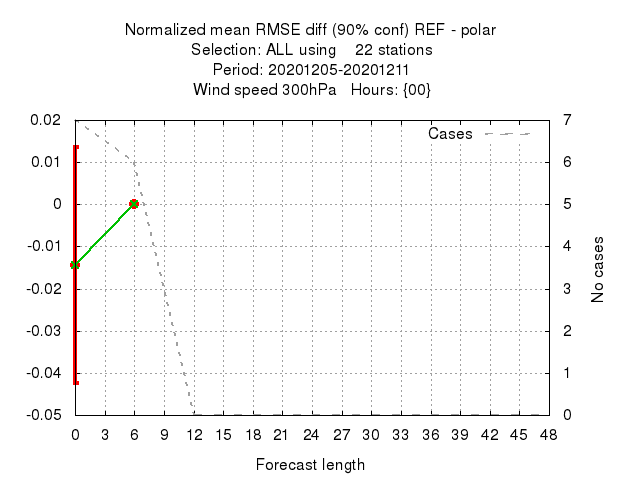 Normalized mean RMSE diff (90% conf) REF - polar
Selection: ALL using    22 stations
Period: 20201205-20201211
Wind speed 300hPa   Hours: {00}
Cases
0.02
0.01
0
-0.01
-0.02
-0.03
-0.04
-0.05
7
6
5
4
3
2
1
0
No cases
0 3 6 9 12 15 18 21 24 27 30 33 36 39 42 45 48
Forecast length